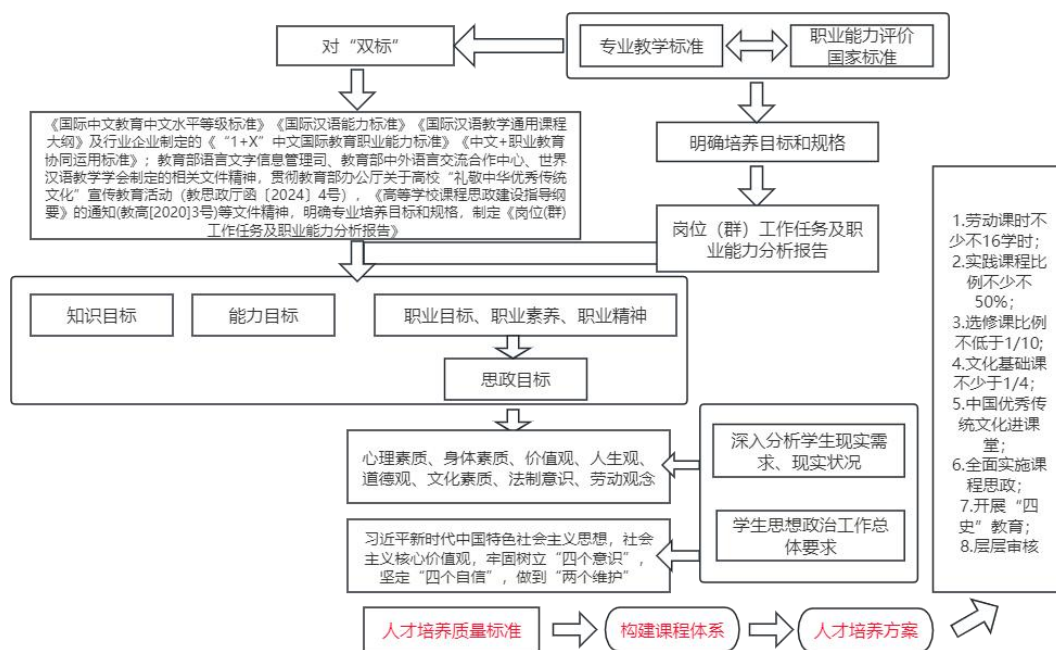 对“双标”
专业教学标准
职业能力评价
国家标准
《国际中文教育中文水平等级标准》《国际汉语能力标准》《国际汉语教学通用课程
大纲》及行业企业制定的《“1+X”中文国际教育职业能力标准》《中文+职业教育
协同运用标准》；教育部语言文字信息管理司、教育部中外语言交流合作中心、世界
汉语教学学会制定的相关文件精神，贯彻教育部办公厅关于高校“礼敬中华优秀传统
文化”宣传教育活动（教思政厅函［2024］4号），《高等学校课程思政建设指导纲
要》的通知(教高[2020]3号)等文件精神，明确专业培养目标和规格，制定《岗位(群)
工作任务及职业能力分析报告》
明确培养目标和规格
岗位（群）工作任务及职
业能力分析报告
知识目标
能力目标
职业目标、职业素养、职业精神
思政目标
心理素质、身体素质、价值观、人生观、
道德观、文化素质、法制意识、劳动观念
深入分析学生现实需
求、现实状况
学生思想政治工作总
体要求
习近平新时代中国特色社会主义思想，社会
主义核心价值观，牢固树立“四个意识”，
坚定“四个自信”，做到“两个维护”
1.劳动课时不
少不16学时；
2.实践课程比
例不少不
50%；
3.选修课比例
不低于1/10;
4.文化基础课
不少于1/4；
5.中国优秀传
统文化进课
堂；
6.全面实施课
程思政；
7.开展“四
史”教育；
8.层层审核
人才培养质量标准
构建课程体系
人才培养方案